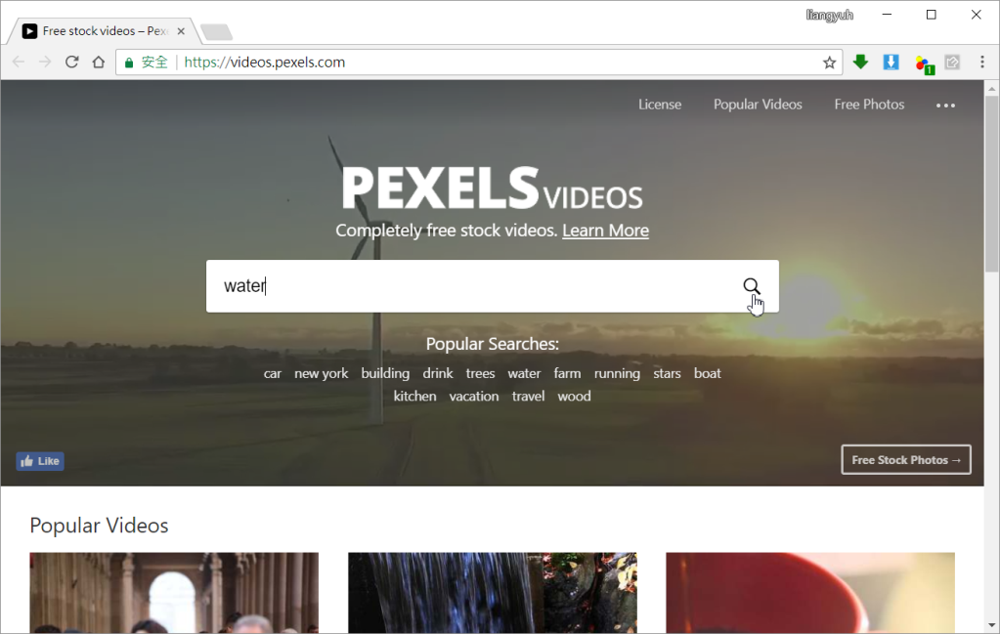 liangyuh
Free stock videos – Pex
安全 https://videos.pexels.com
1
License Popular Videos Free Photos
PEXELS VIDEOS
Completely free stock videos. Learn More
water
Popular Searches:
car new york building drink trees water farm running stars boat
kitchen vacation travel wood
Like
Free Stock Photos →
Popular Videos